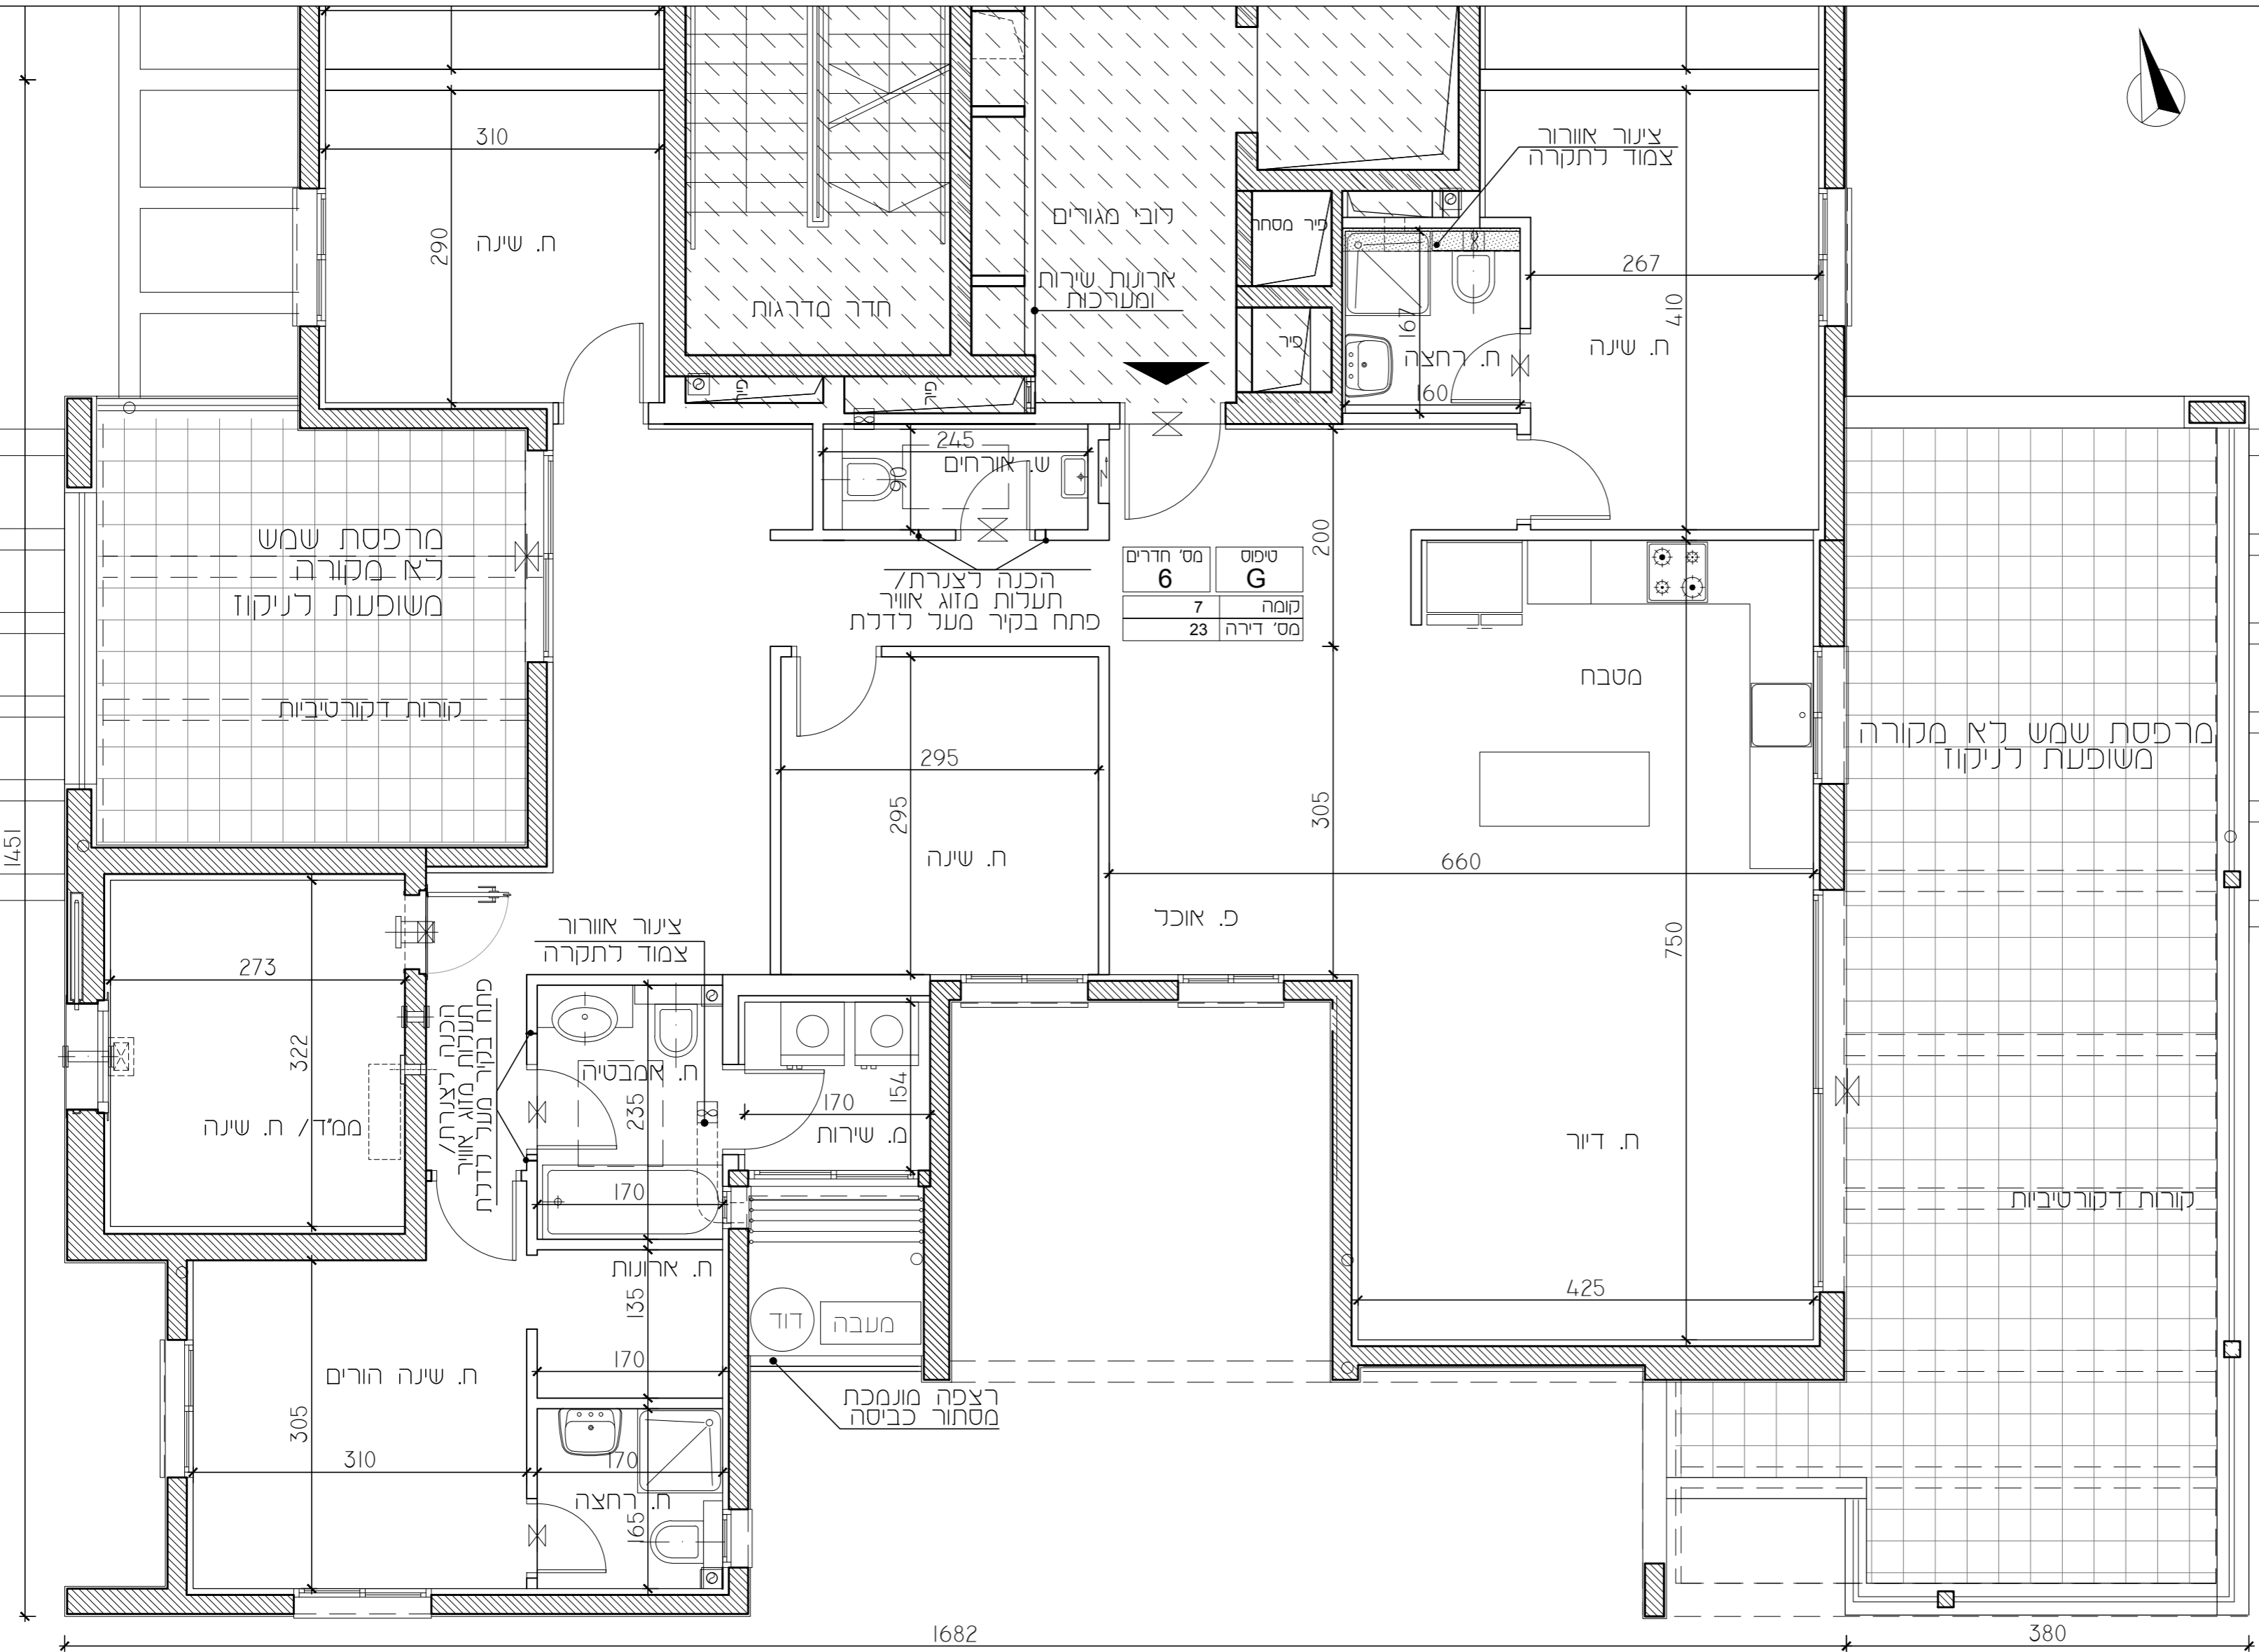 310
290
ח. שינה
חדר מדרגות
לובי מגורים
ארונות שירות
ומערכות
פיר מסחר
פיר
פיר
פיר
צינור אוורור
צמוד לתקרה
267
410
ח. שינה
167
ח. רחצה
160
245
ש. אורחים
90
200
מרפסת שמש
לא מקורה
משופעת לניקוז
קורות דקורטיביות
הכנה לצנרת/
תעלות מזוג אוויר
פתח בקיר מעל לדלת
טיפוס
G
מס' חדרים
6
קומה 7
מס' דירה 23
מטבח
מרפסת שמש לא מקורה
משופעת לניקוז
295
295
ח. שינה
305
660
פ. אוכל
750
1451
273
322
ממ"ד/ ח. שינה
צינור אוורור
צמוד לתקרה
הכנה לצנרת/
תעלות מזוג אוויר
פתח בקיר מעל לדלת
ח. אמבטיה
235
170
154
170
מ. שירות
ח. דיור
קורות דקורטיביות
425
ח. ארונות
135
170
דוד
מעבה
רצפה מונמכת
מסתור כביסה
ח. שינה הורים
305
310
170
ח. רחצה
165
1682
380